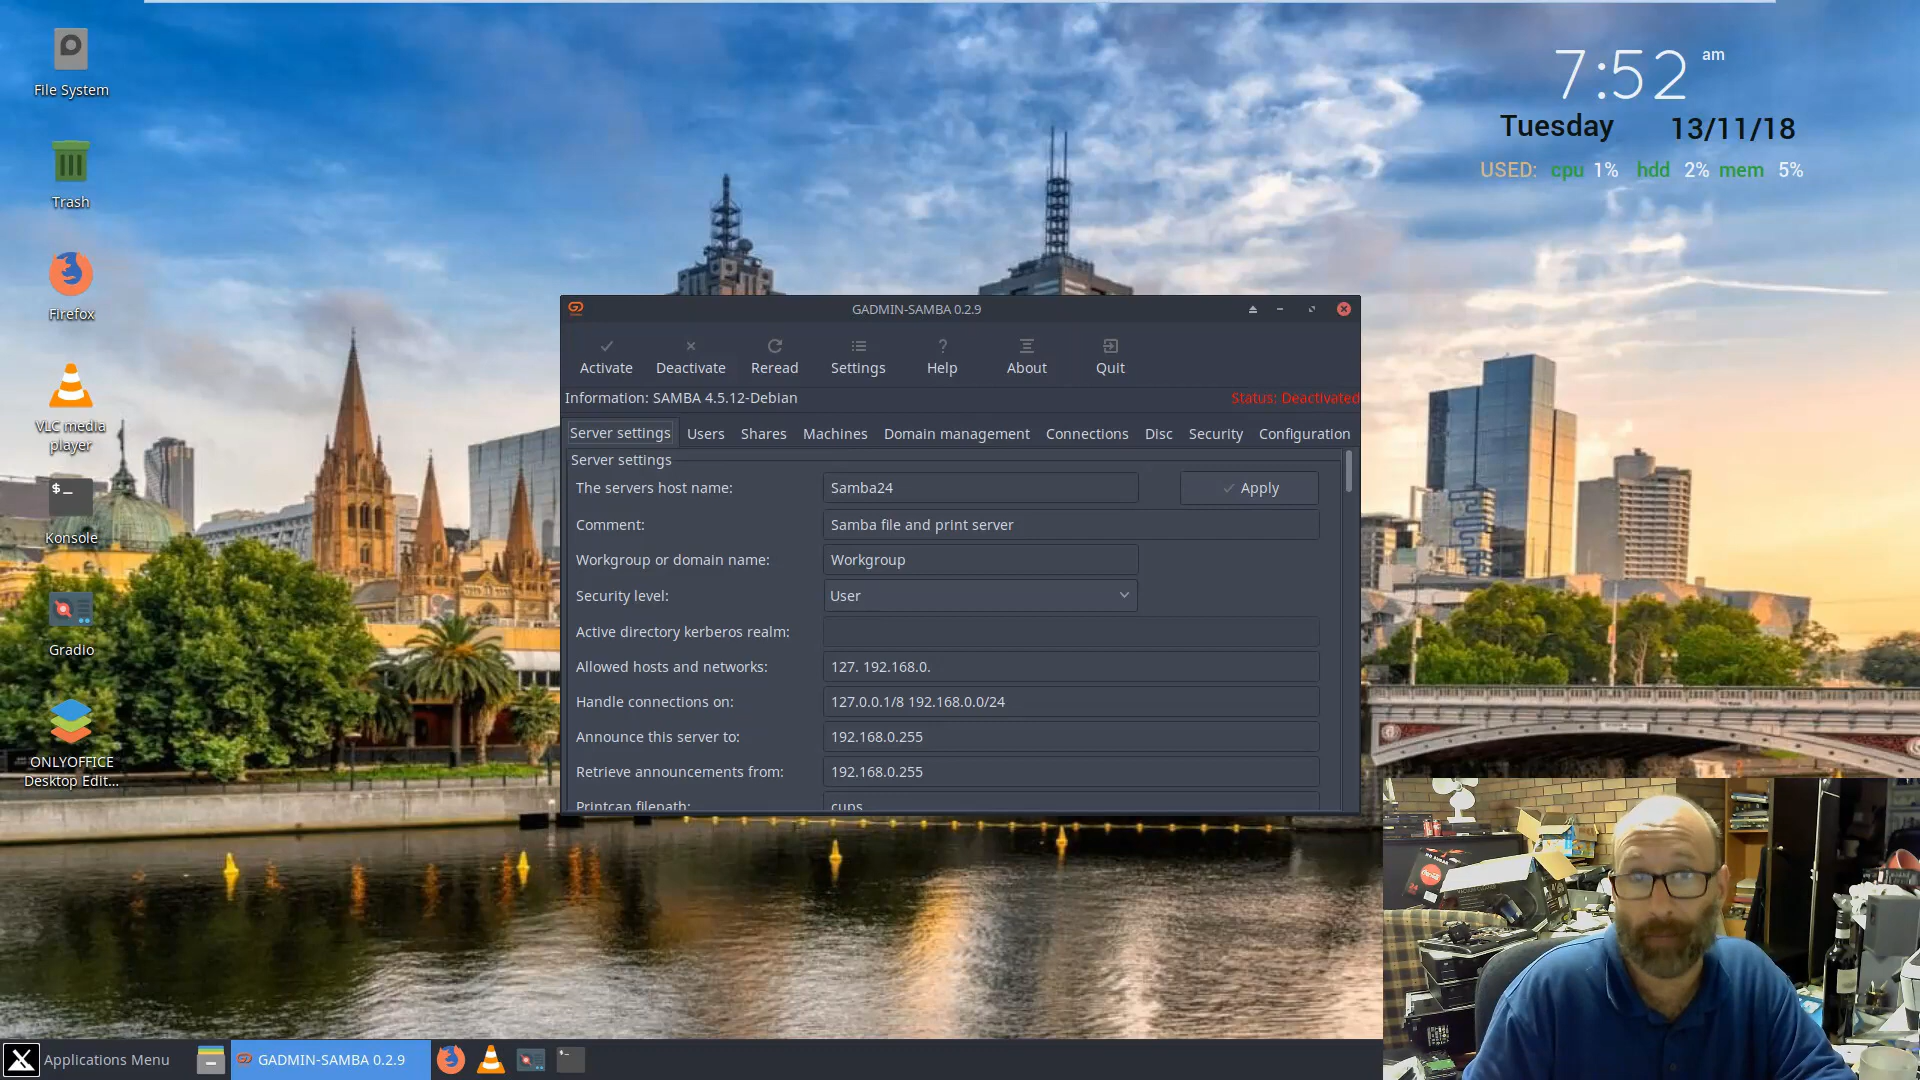 File System
Trash
Firefox
VLC media
player
$_
Konsole
Gradio
ONLYOFFICE
Desktop Edit...
7:52 am
Tuesday 13/11/18
USED: cpu 1% hdd 2% mem 5%
GADMIN-SAMBA 0.2.9
Activate Deactivate Reread Settings Help About Quit
Information: SAMBA 4.5.12-Debian Status: Deactivated
Server settings Users Shares Machines Domain management Connections Disc Security Configuration
Server settings
The servers host name: Samba24 Apply
Comment: Samba file and print server
Workgroup or domain name: Workgroup
Security level: User
Active directory kerberos realm:
Allowed hosts and networks: 127. 192.168.0.
Handle connections on: 127.0.0.1/8 192.168.0.0/24
Announce this server to: 192.168.0.255
Retrieve announcements from: 192.168.0.255
Printcap filepath: cups
Applications Menu GADMIN-SAMBA 0.2.9